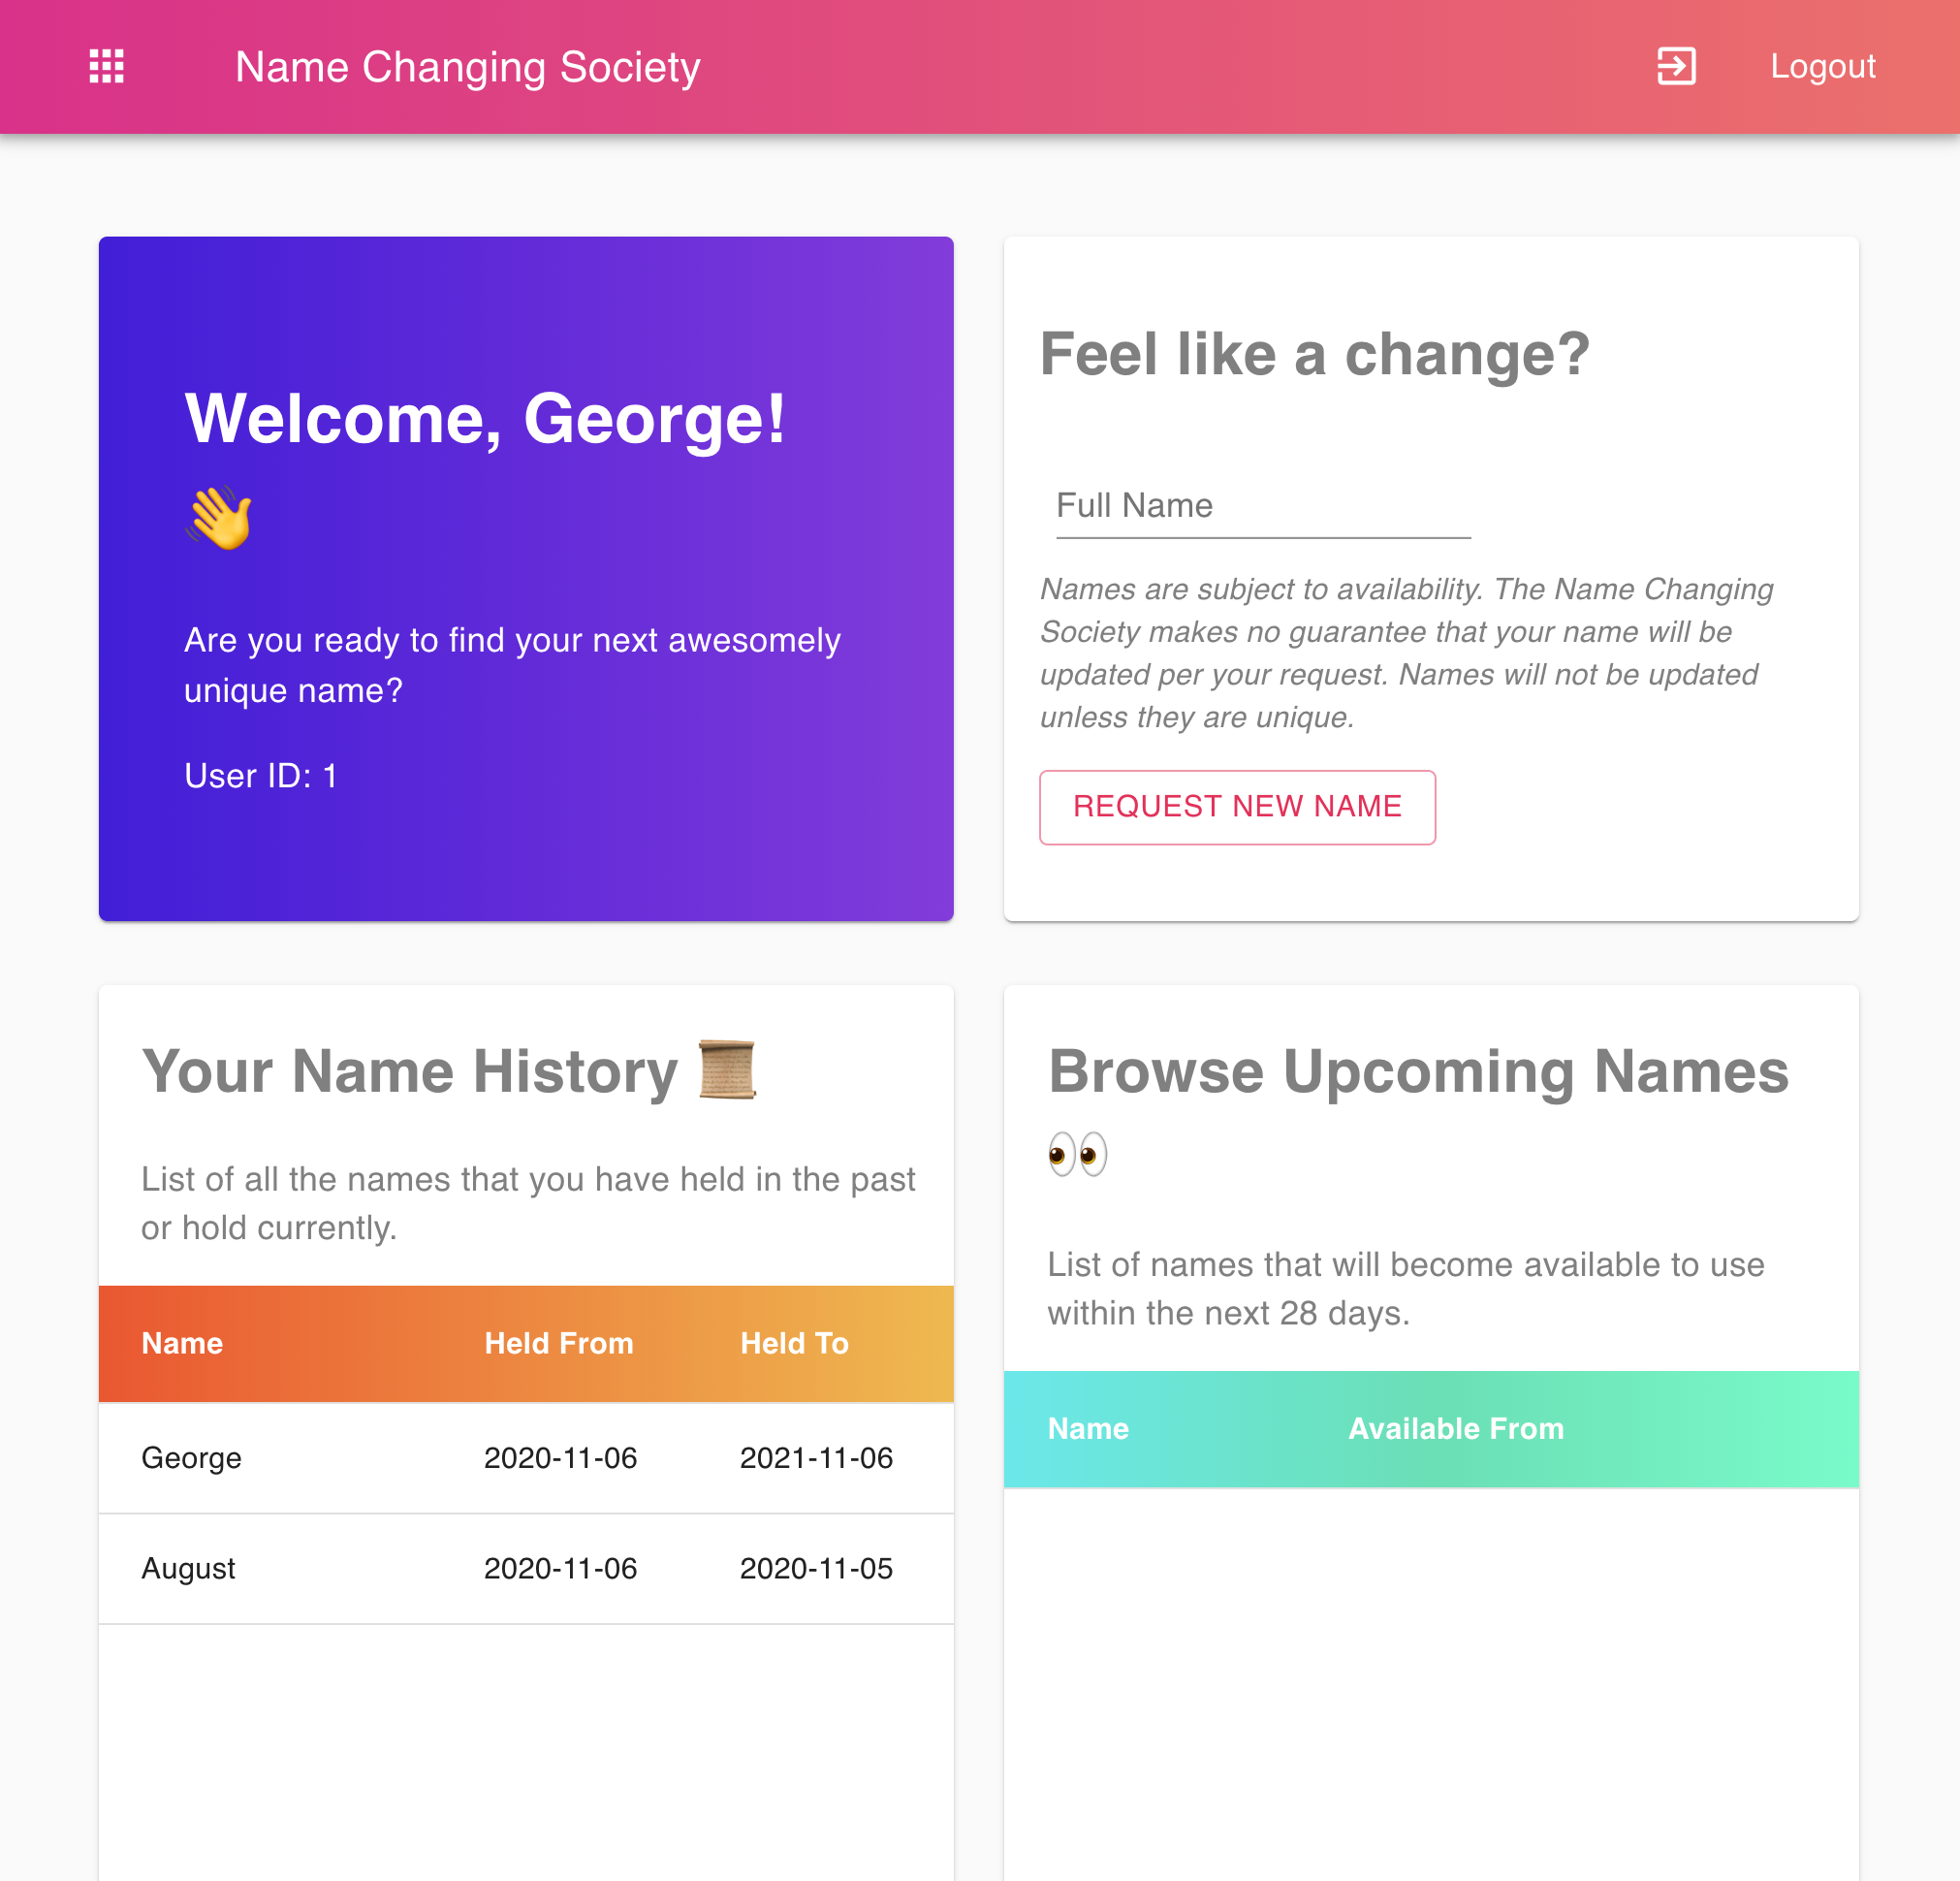 Name Changing Society
Logout
Welcome, George!
👋
Are you ready to find your next awesomely
unique name?
User ID: 1
Feel like a change?
Full Name
Names are subject to availability. The Name Changing
Society makes no guarantee that your name will be
updated per your request. Names will not be updated
unless they are unique.
REQUEST NEW NAME
Your Name History 📜
List of all the names that you have held in the past
or hold currently.
Name Held From Held To
George 2020-11-06 2021-11-06
August 2020-11-06 2020-11-05
Browse Upcoming Names
👀
List of names that will become available to use
within the next 28 days.
Name Available From